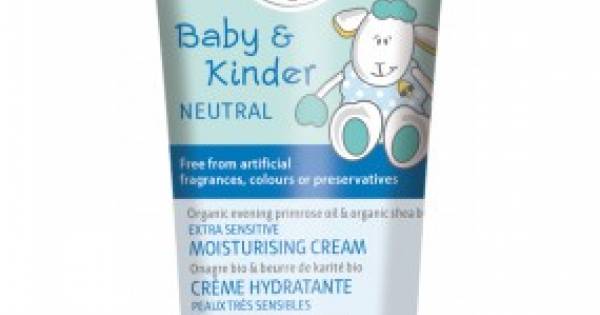 Baby &
Kinder
NEUTRAL
Free from artificial
fragrances, colours or preservatives
Organic evening primrose oil & organic shea
EXTRA SENSITIVE
MOISTURISING CREAM
Onagre bio & beurre de karité bio
CRÈME HYDRATANTE
PEAUX TRÈS SENSIBLES